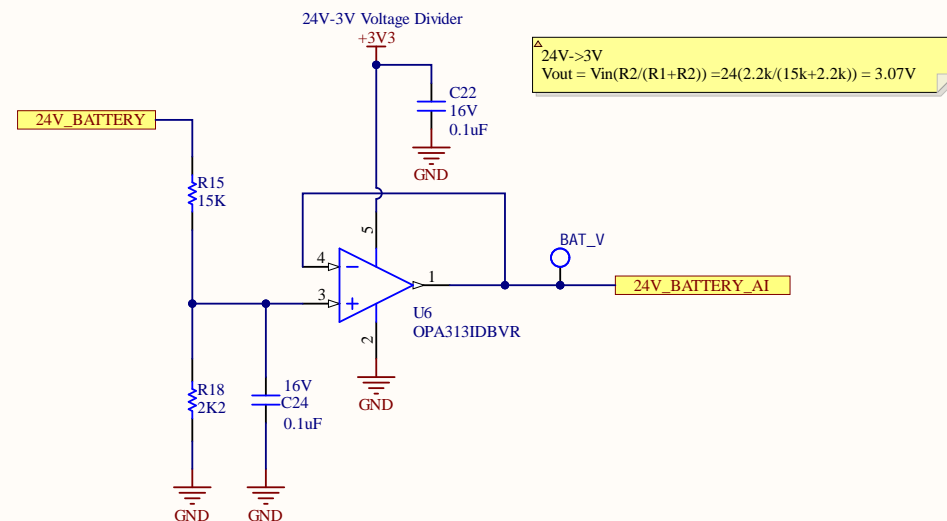 24V-3V Voltage Divider
+3V3
24V->3V
Vout = Vin(R2/(R1+R2)) =24(2.2k/(15k+2.2k)) = 3.07V
C22
16V
0.1uF
GND
24V_BATTERY
R15
15K
5
4
3
1
2
BAT_V
24V_BATTERY_AI
U6
OPA313IDBVR
GND
R18
2K2
16V
C24
0.1uF
GND
GND